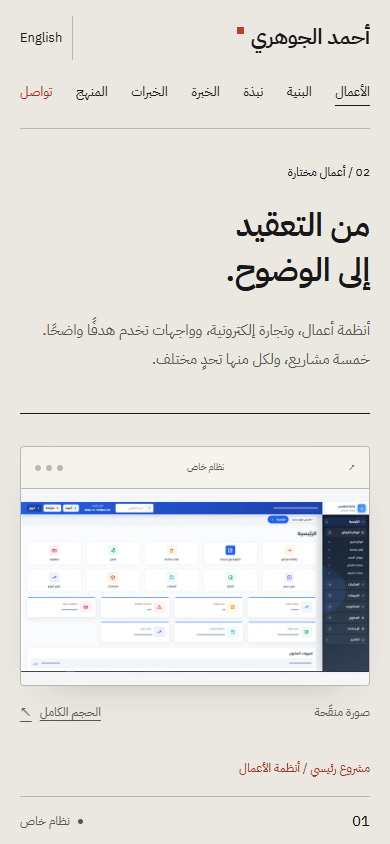 أحمد الجوهري
English
الأعمال
البنية
نبذة
الخبرة
الخبرات
المنهج
تواصل
02 / أعمال مختارة
من التعقيد
إلى الوضوح.
أنظمة أعمال، وتجارة إلكترونية، وواجهات تخدم هدفًا واضحًا.
خمسة مشاريع، ولكل منها تحدٍ مختلف.
نظام خاص
الرئيسية
صورة منقّحة
الحجم الكامل
مشروع رئيسي / أنظمة الأعمال
01
نظام خاص